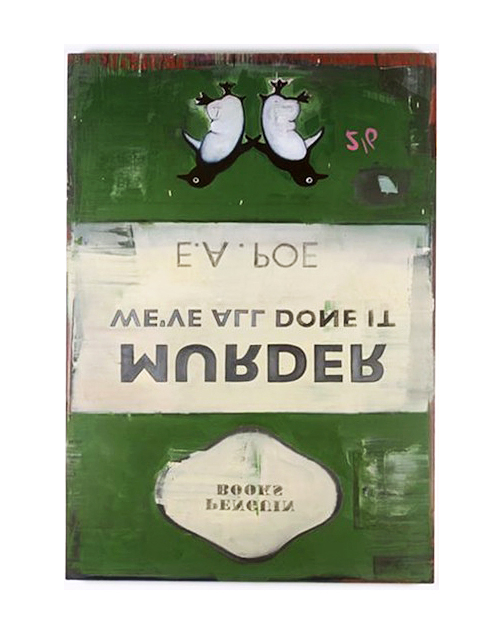 PENGUIN
BOOKS
MURDER
WE'VE ALL DONE IT
E.A. POE
2/6